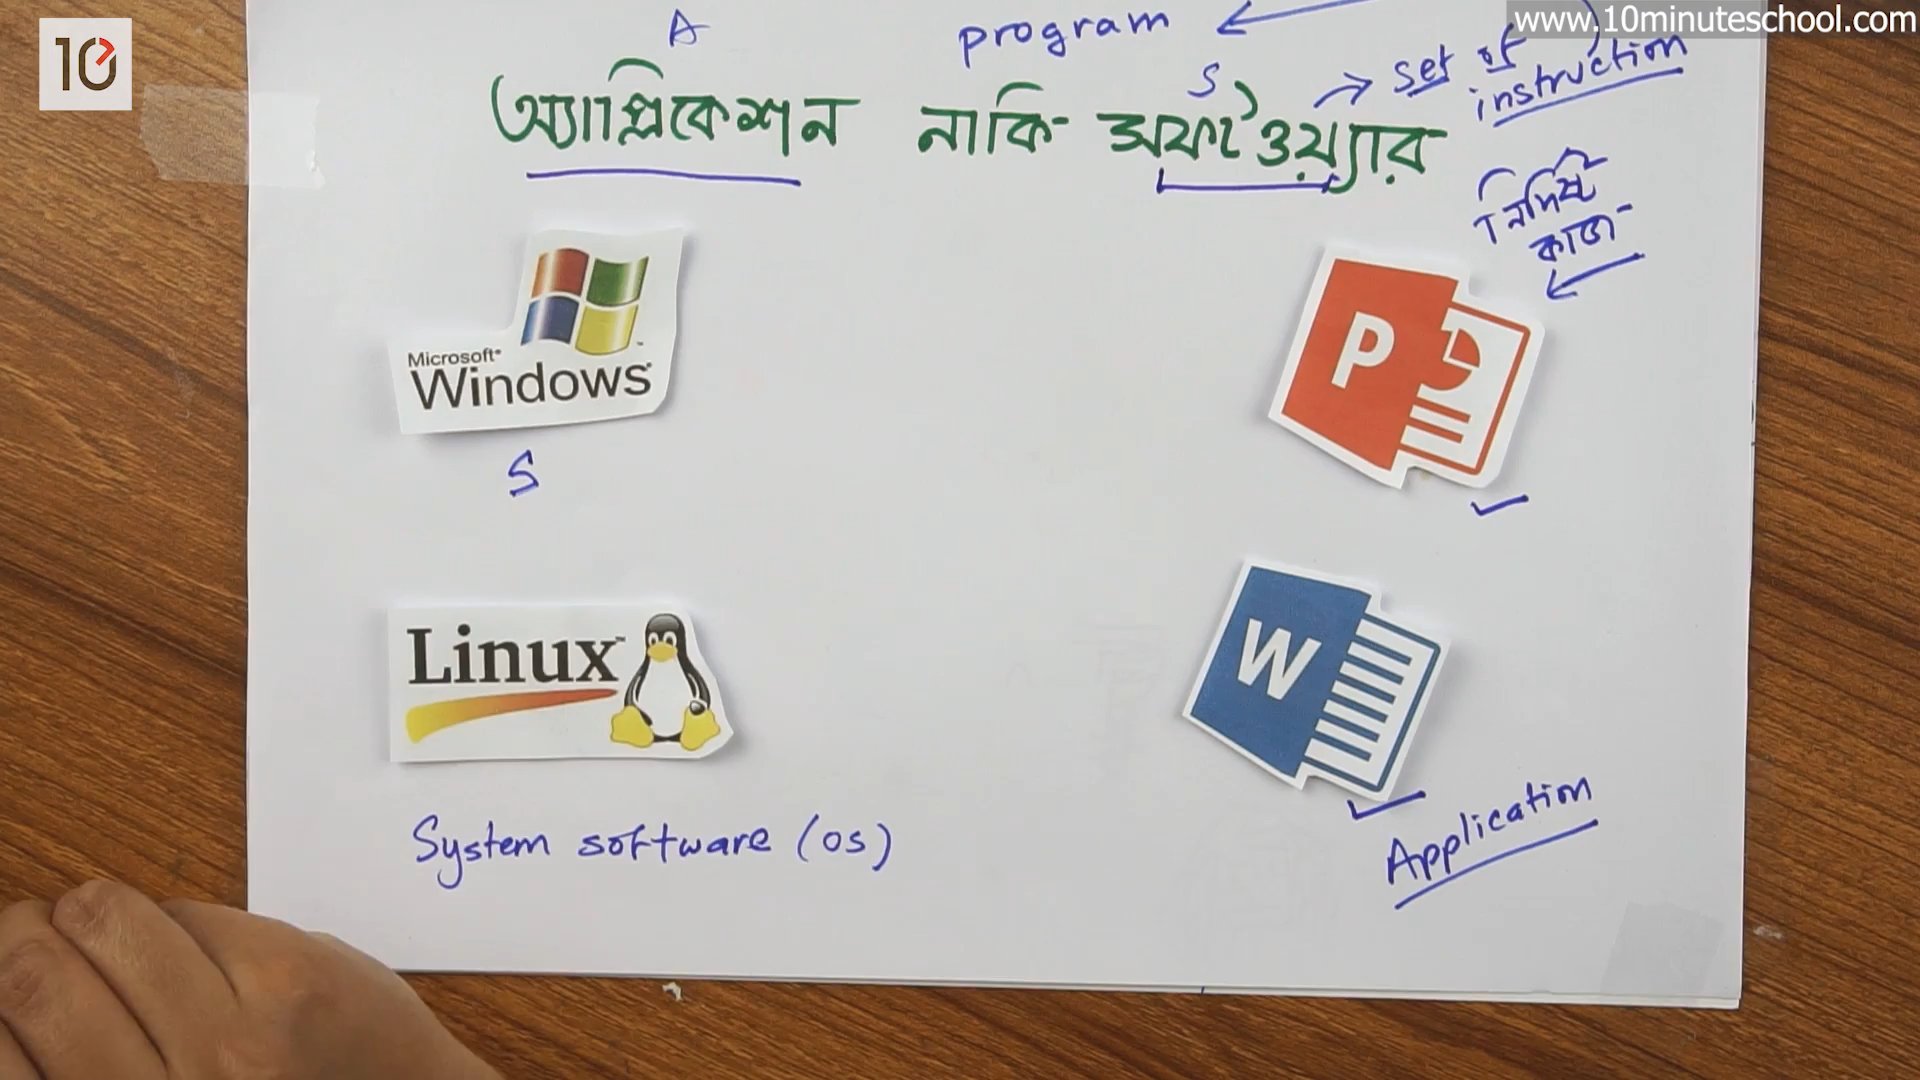 10
www.10minuteschool.com
A
program
S
set of
instruction
অ্যাপ্লিকেশন নাকি সফটওয়্যার
নির্দিষ্ট
কাজ
Microsoft
Windows
P
S
Linux
W
System software (OS)
Application